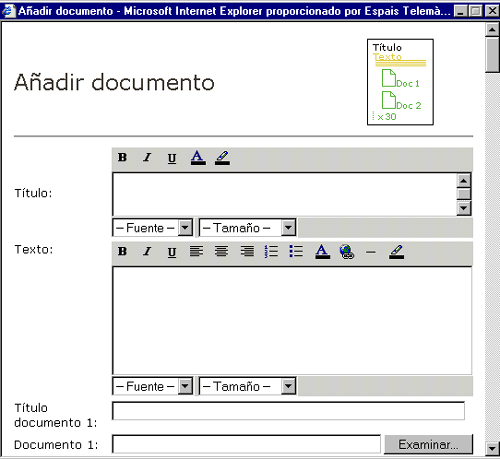 Añadir documento - Microsoft Internet Explorer proporcionado por Espais Telemà...
Título
Texto
Doc 1
Doc 2
x 30
Añadir documento
B I U A
Título:
-- Fuente -- -- Tamaño --
Texto:
B I U A
-- Fuente -- -- Tamaño --
Título
documento 1:
Documento 1: Examinar...